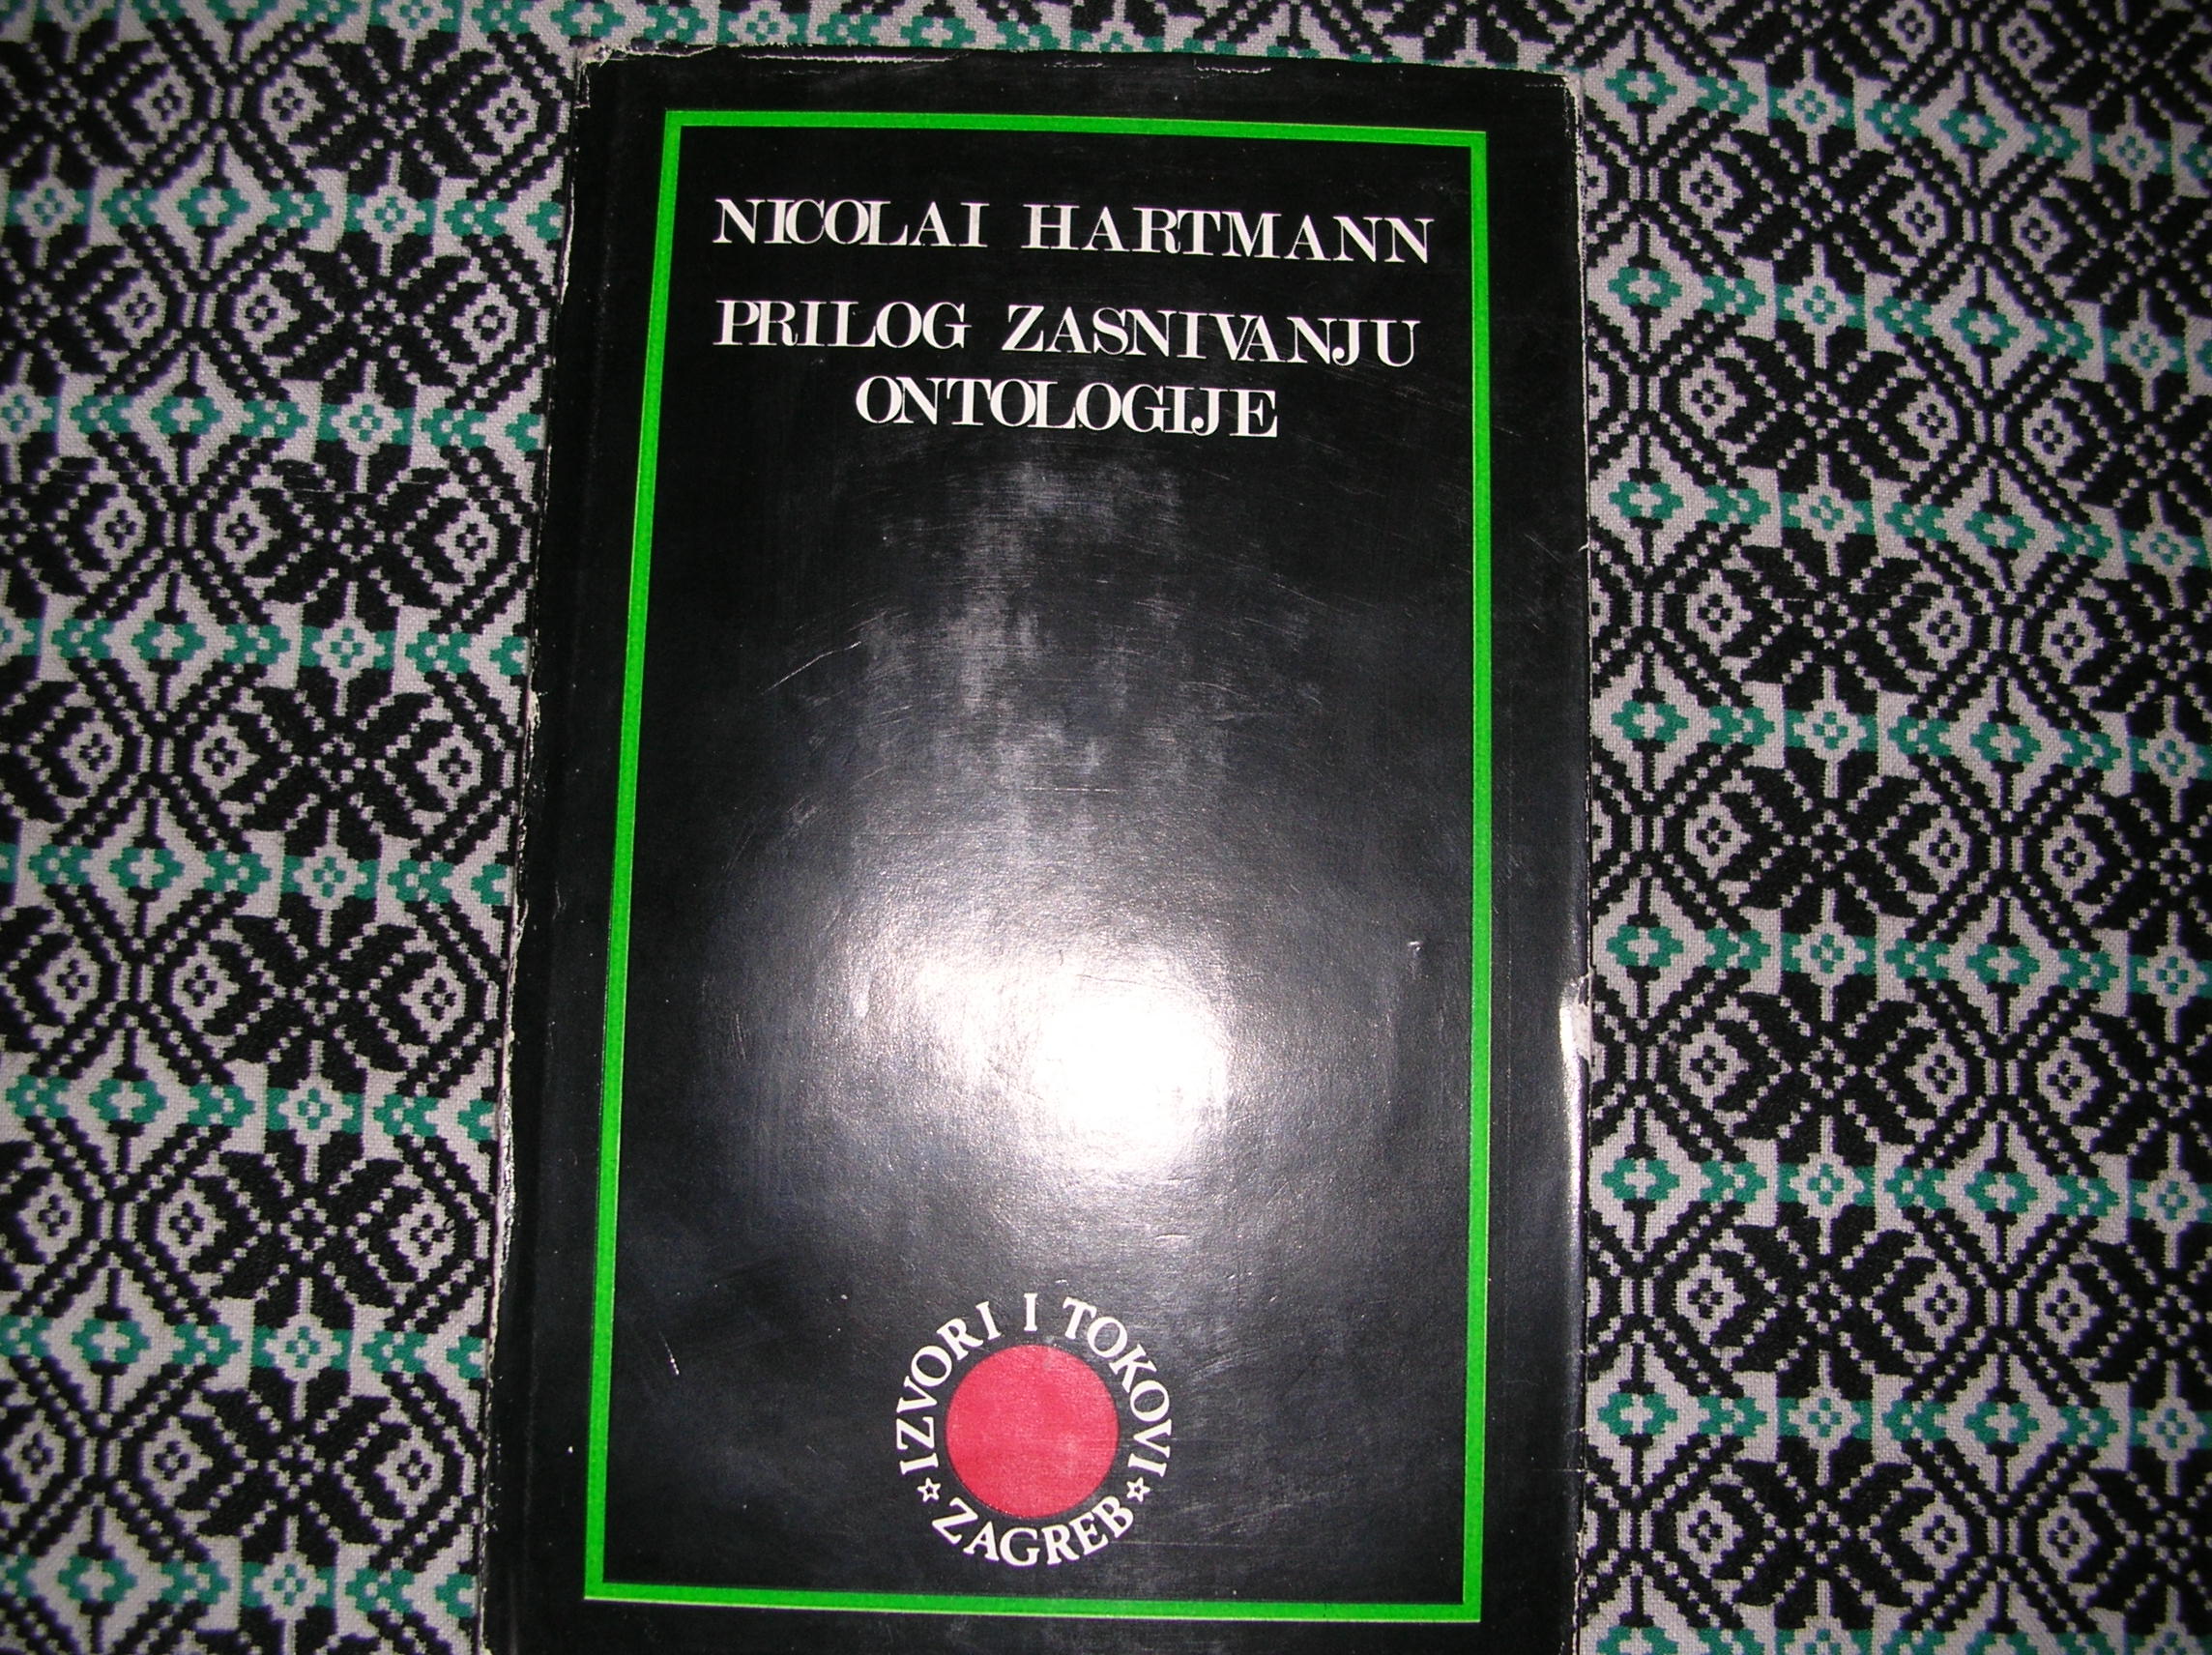 NICOLAI HARTMANN
PRILOG ZASNIVANJU
ONTOLOGIJE
IZVORI I TOKOVI
ZAGREB